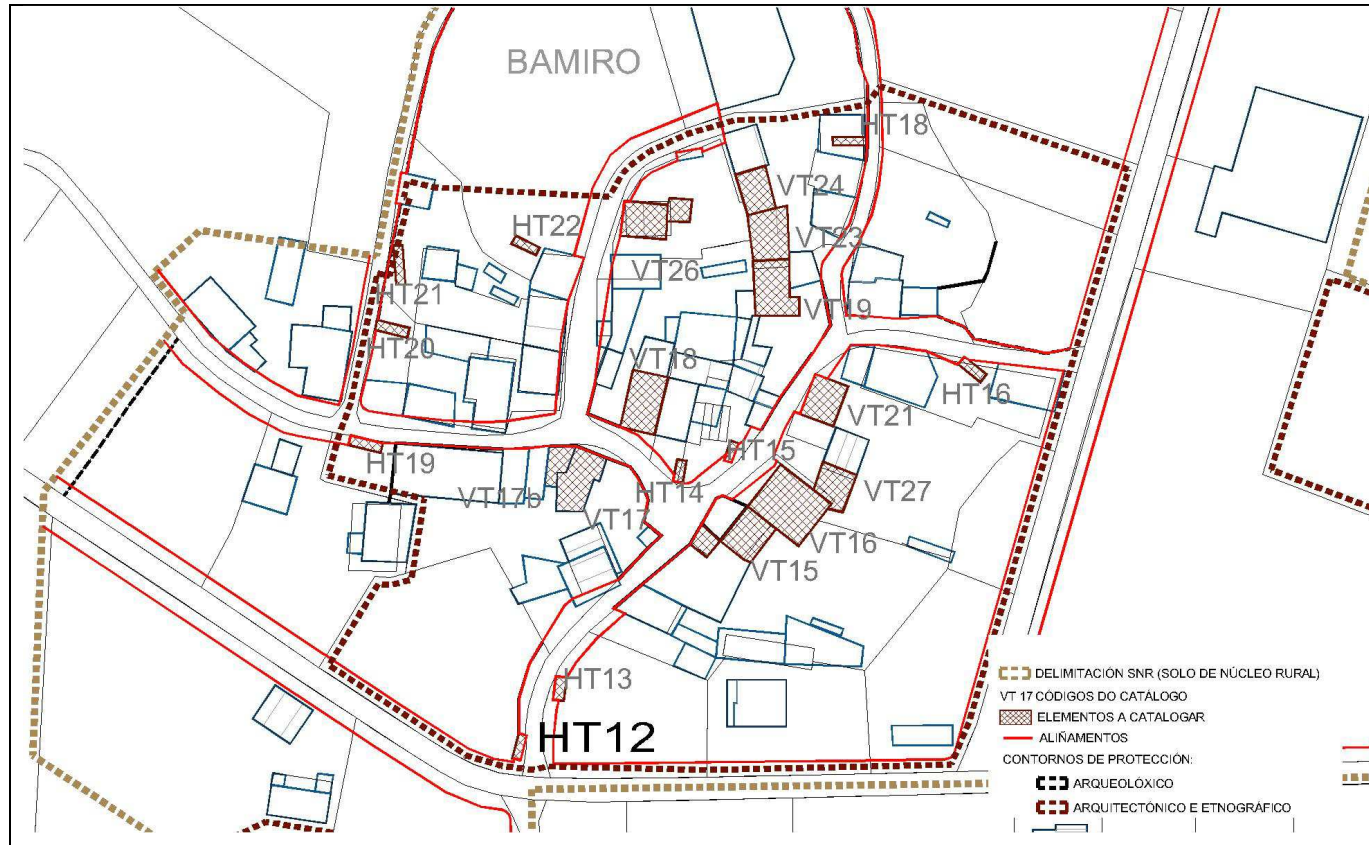 BAMIRO
HT18
VT24
HT22
VT23
VT26
HT21
VT19
HT20
VT18
HT16
VT21
HT15
HT19
HT14
VT17b
VT27
VT17
VT16
VT15
HT13
HT12
DELIMITACIÓN SNR (SOLO DE NÚCLEO RURAL)
VT 17 CÓDIGOS DO CATÁLOGO
ELEMENTOS A CATALOGAR
ALIÑAMENTOS
CONTORNOS DE PROTECCIÓN:
ARQUEOLÓXICO
ARQUITECTÓNICO E ETNOGRÁFICO